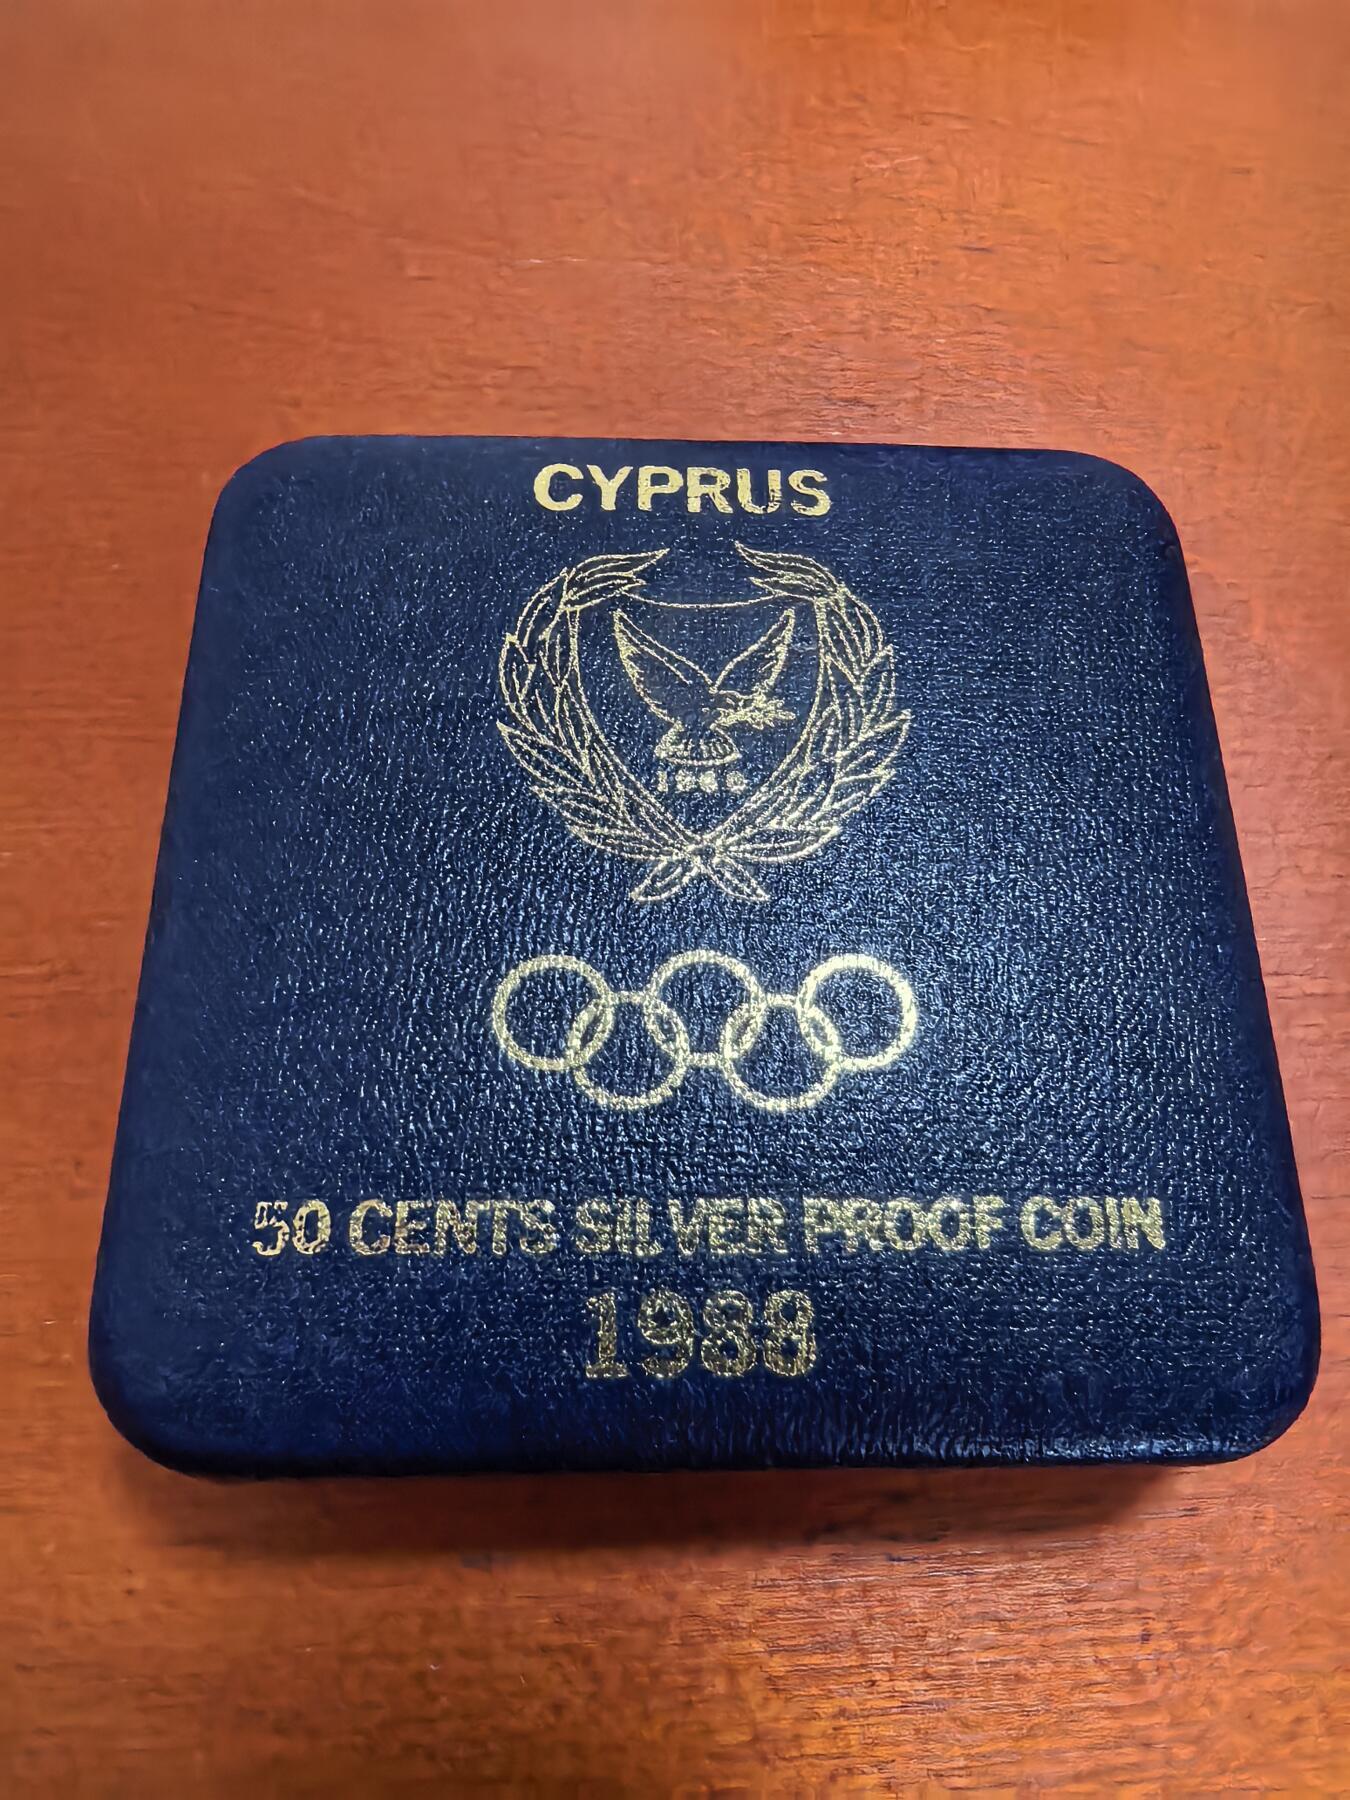 CYPRUS
1960
50 CENTS SILVER PROOF COIN
1988